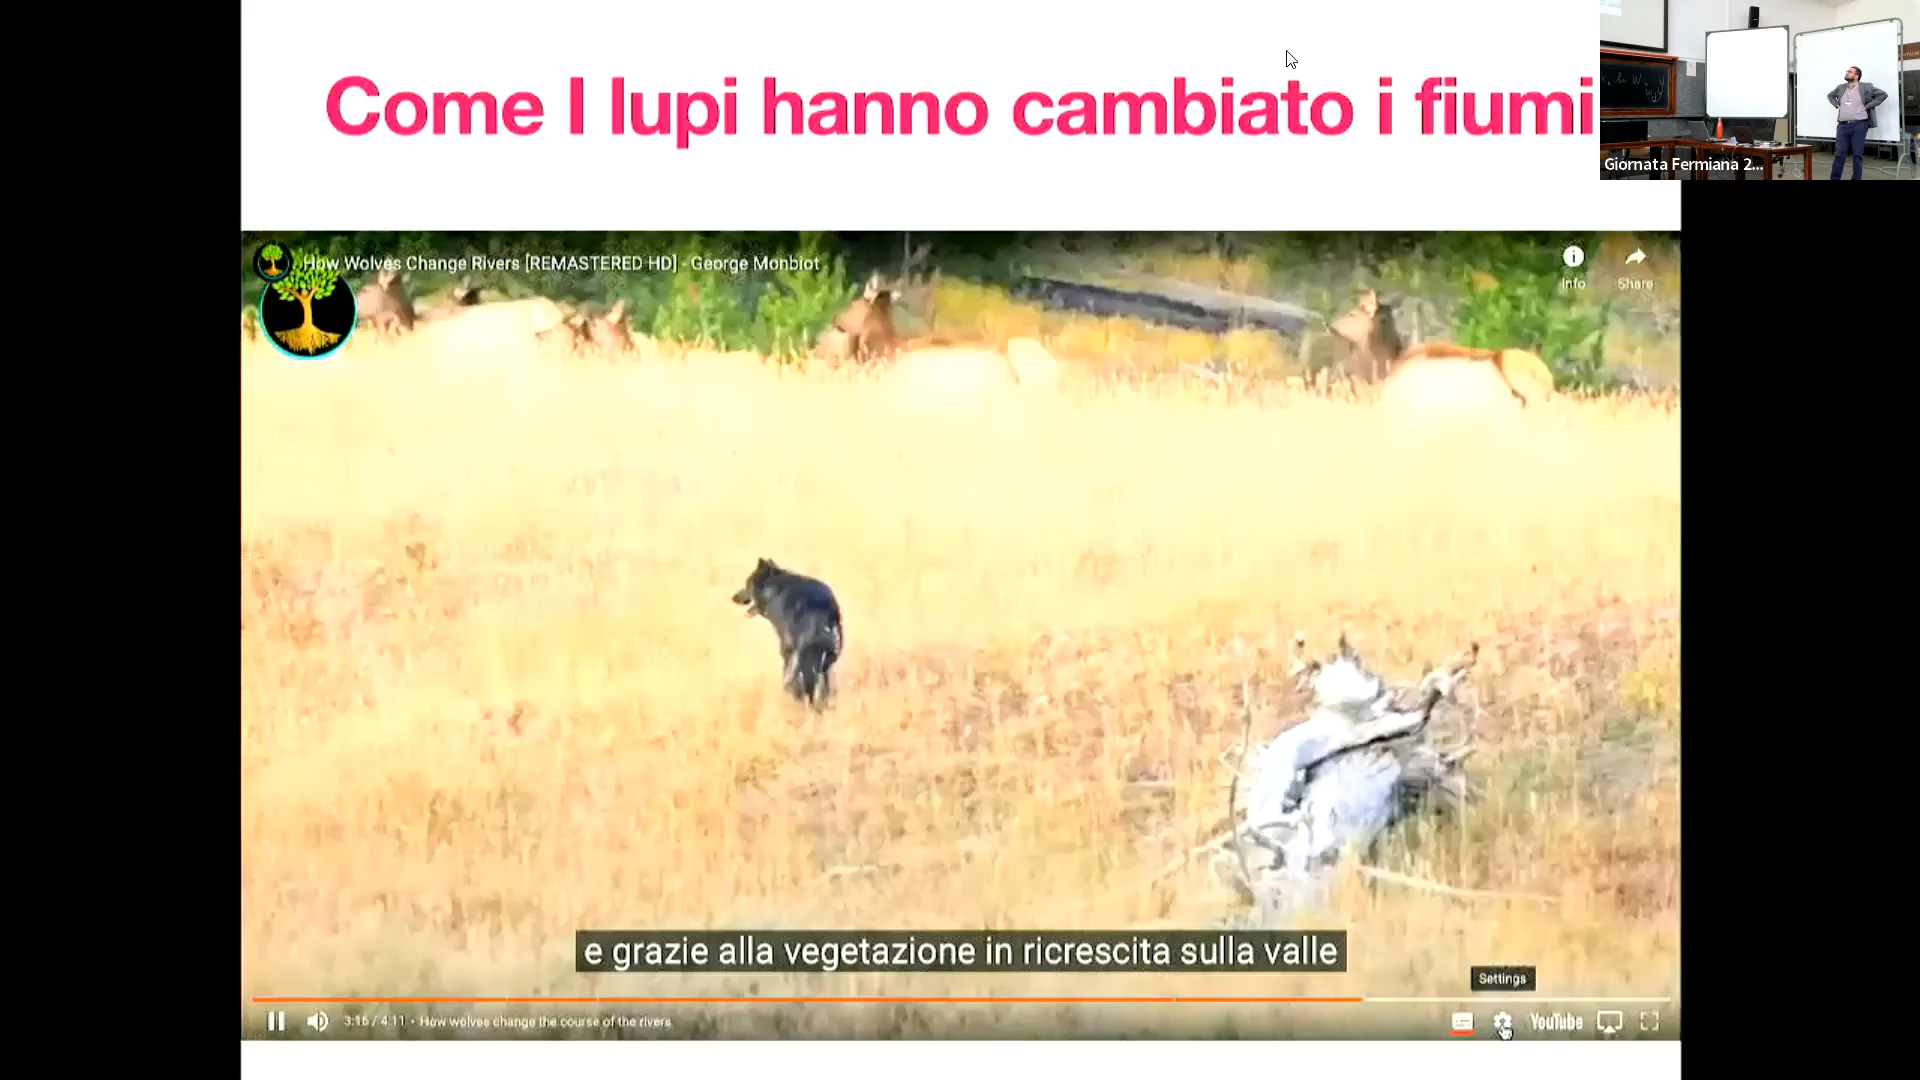 Come I lupi hanno cambiato i fiumi
Giornata Fermiana 2...
How Wolves Change Rivers [REMASTERED HD] - George Monbiot
Info
Share
e grazie alla vegetazione in ricrescita sulla valle
Settings
3:16 / 4:11 • How wolves change the course of the rivers
YouTube